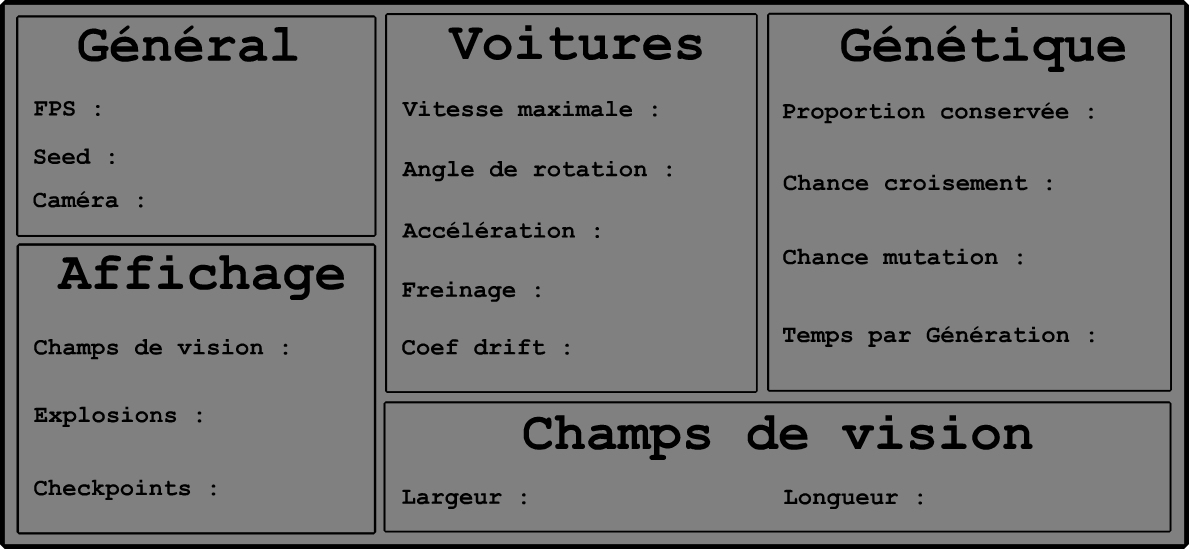 Général
FPS :
Seed :
Caméra :
Affichage
Champs de vision :
Explosions :
Checkpoints :
Voitures
Vitesse maximale :
Angle de rotation :
Accélération :
Freinage :
Coef drift :
Génétique
Proportion conservée :
Chance croisement :
Chance mutation :
Temps par Génération :
Champs de vision
Largeur :
Longueur :